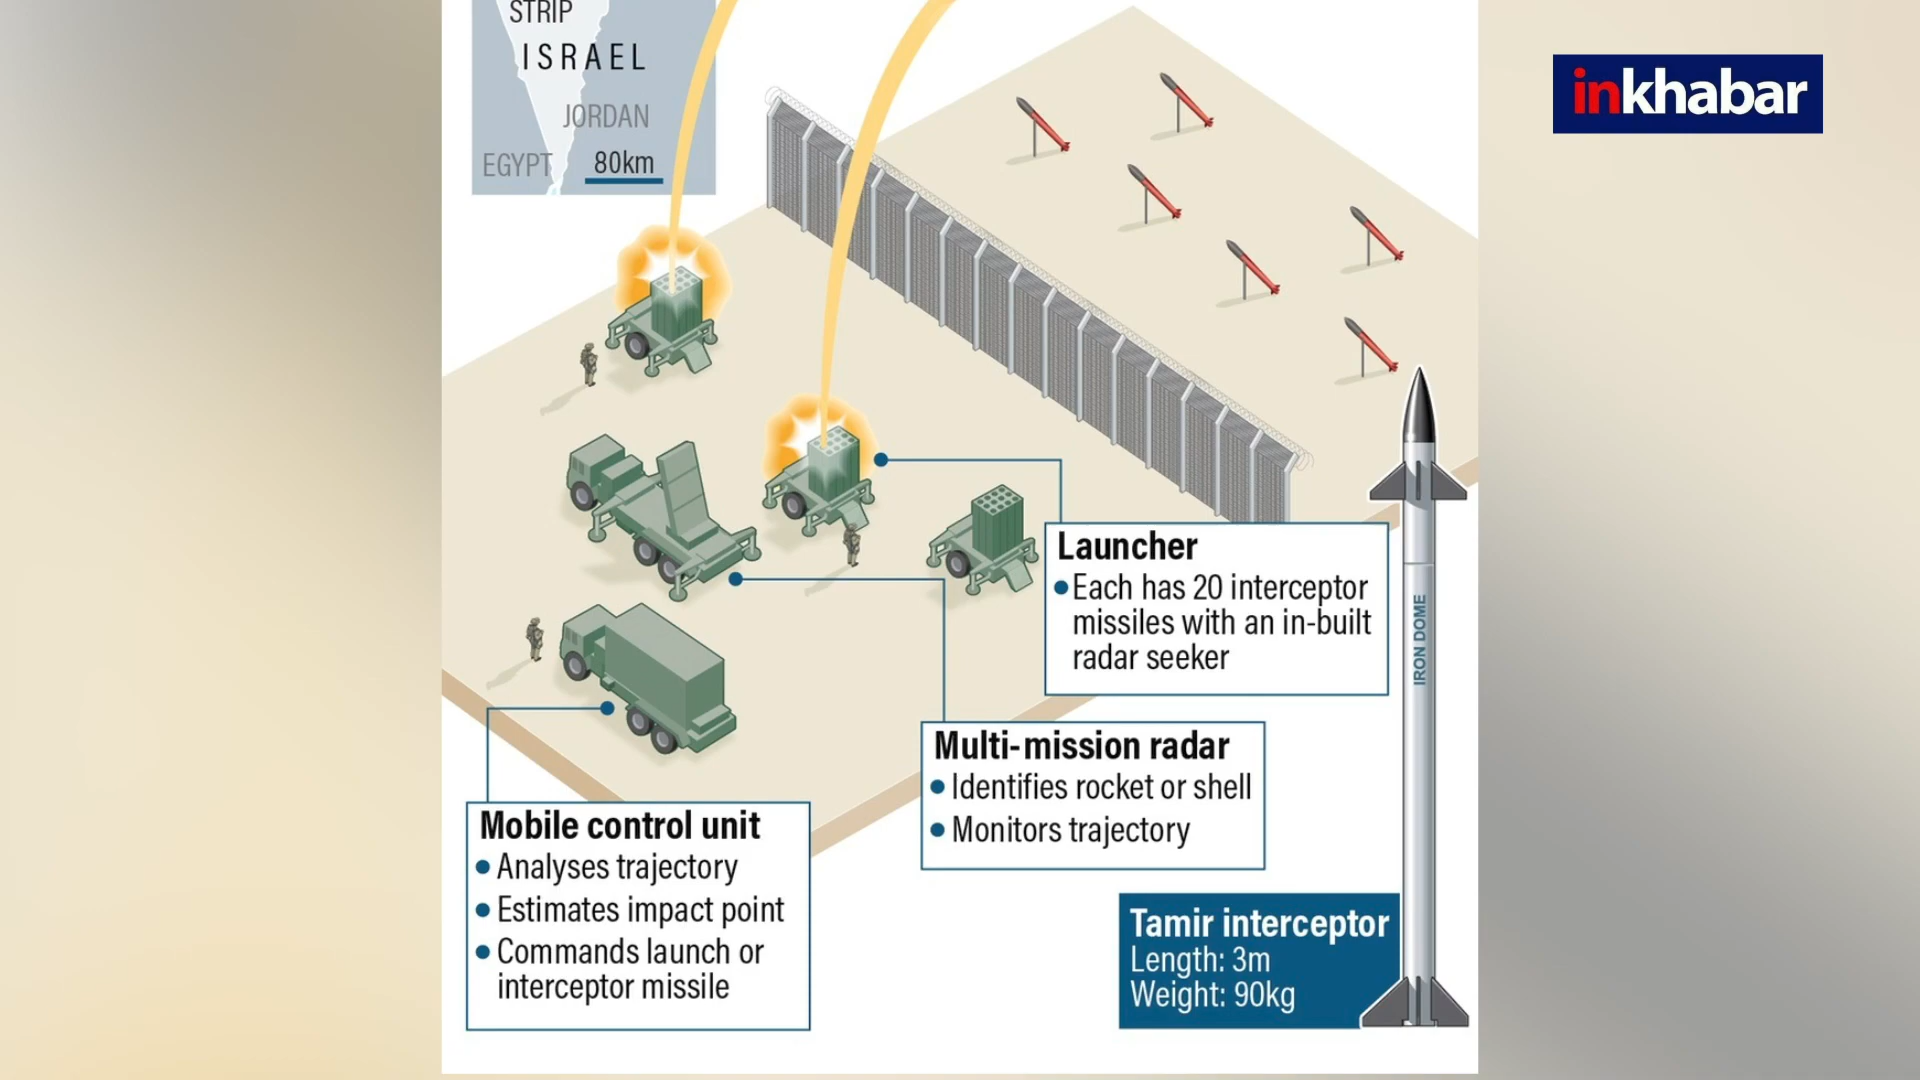 STRIP
ISRAEL
JORDAN
EGYPT
80km
inkhabar
Launcher
• Each has 20 interceptor
missiles with an in-built
radar seeker
IRON DOME
Multi-mission radar
• Identifies rocket or shell
• Monitors trajectory
Mobile control unit
• Analyses trajectory
• Estimates impact point
• Commands launch or
interceptor missile
Tamir interceptor
Length: 3m
Weight: 90kg